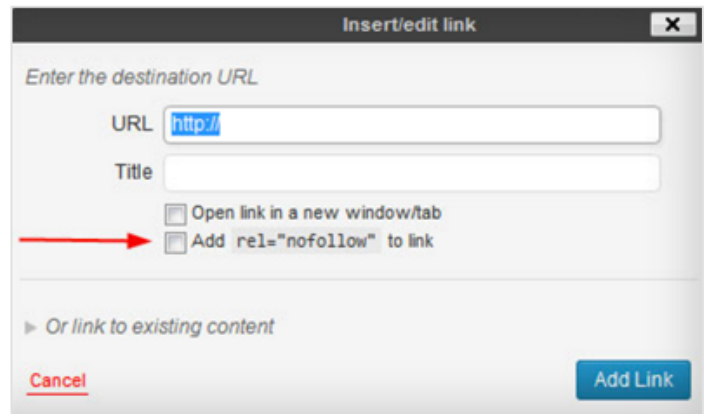 Insert/edit link
Enter the destination URL
URL http://
Title
Open link in a new window/tab
Add rel="nofollow" to link
Or link to existing content
Cancel
Add Link